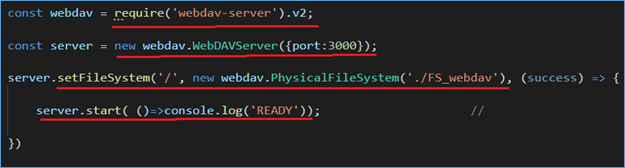 const webdav = require('webdav-server').v2;
const server = new webdav.WebDAVServer({port:3000});
server.setFileSystem('/', new webdav.PhysicalFileSystem('./FS_webdav'), (success) => {
server.start( ()=>console.log('READY')); //
})